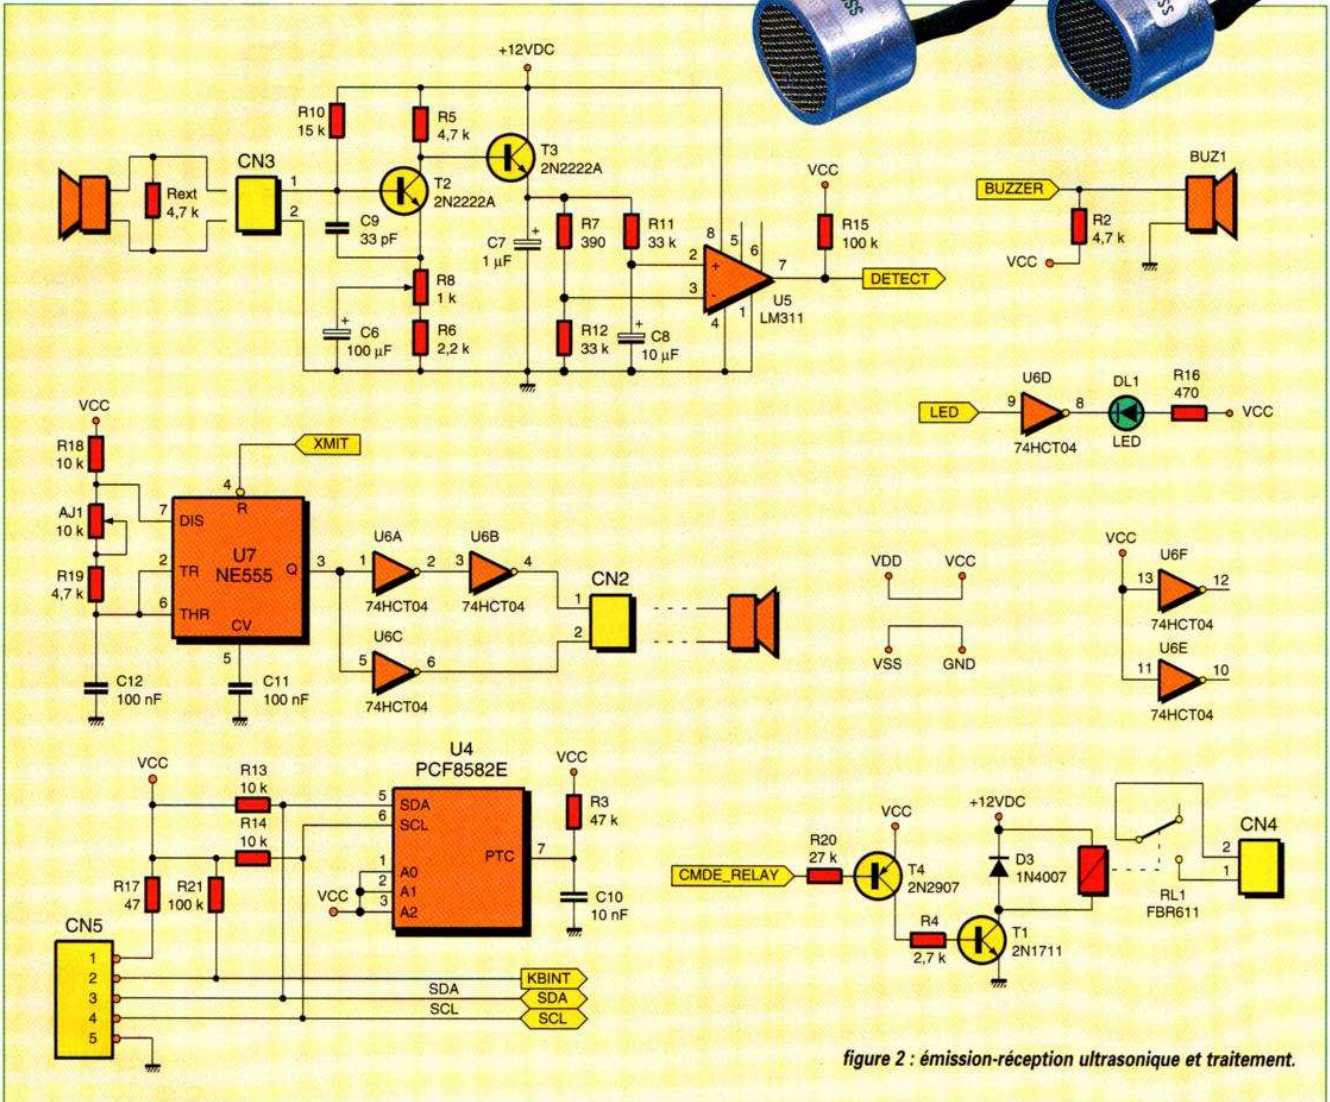 SS
SS
+12VDC
R10
15 k
R5
4,7 k
T3
2N2222A
CN3
1
2
Rext
4,7 k
T2
2N2222A
C9
33 pF
C7
1 µF
+
R7
390
R11
33 k
8
5
6
2
+
3
-
7
4
1
U5
LM311
VCC
R15
100 k
DETECT
R8
1 k
+
C6
100 µF
R6
2,2 k
R12
33 k
+
C8
10 µF
BUZZER
BUZ1
R2
4,7 k
VCC
LED
9
U6D
8
74HCT04
DL1
LED
R16
470
VCC
VCC
R18
10 k
XMIT
4
R
AJ1
10 k
7
DIS
U7
NE555
2
TR
Q
3
R19
4,7 k
6
THR
CV
5
C12
100 nF
C11
100 nF
U6A
1
2
74HCT04
U6B
3
4
74HCT04
U6C
5
6
74HCT04
CN2
1
2
VDD
VCC
VSS
GND
VCC
U6F
13
12
74HCT04
U6E
11
10
74HCT04
VCC
R13
10 k
R14
10 k
R17
47
R21
100 k
U4
PCF8582E
5
SDA
6
SCL
PTC
7
1
A0
2
A1
3
A2
VCC
VCC
R3
47 k
C10
10 nF
CN5
1
2
3
4
5
KBINT
SDA
SDA
SCL
SCL
CMDE_RELAY
R20
27 k
VCC
T4
2N2907
R4
2,7 k
+12VDC
D3
1N4007
T1
2N1711
RL1
FBR611
CN4
2
1
figure 2 : émission-réception ultrasonique et traitement.